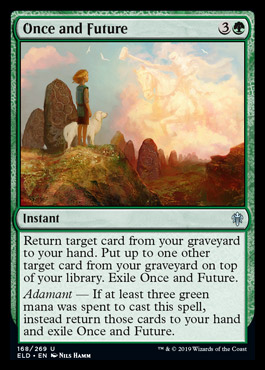 Once and Future 3
Instant
Return target card from your graveyard
to your hand. Put up to one other
target card from your graveyard on top
of your library. Exile Once and Future.
Adamant — If at least three green
mana was spent to cast this spell,
instead return those cards to your hand
and exile Once and Future.
168/269 U
ELD • EN Nils Hamm
™ & © 2019 Wizards of the Coast